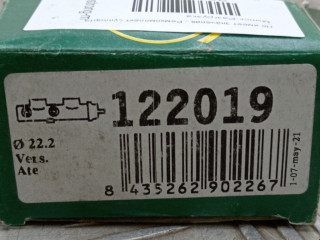 122019
Ø 22.2
Vers.
Ate
8 435262 902267
1-07-may-21